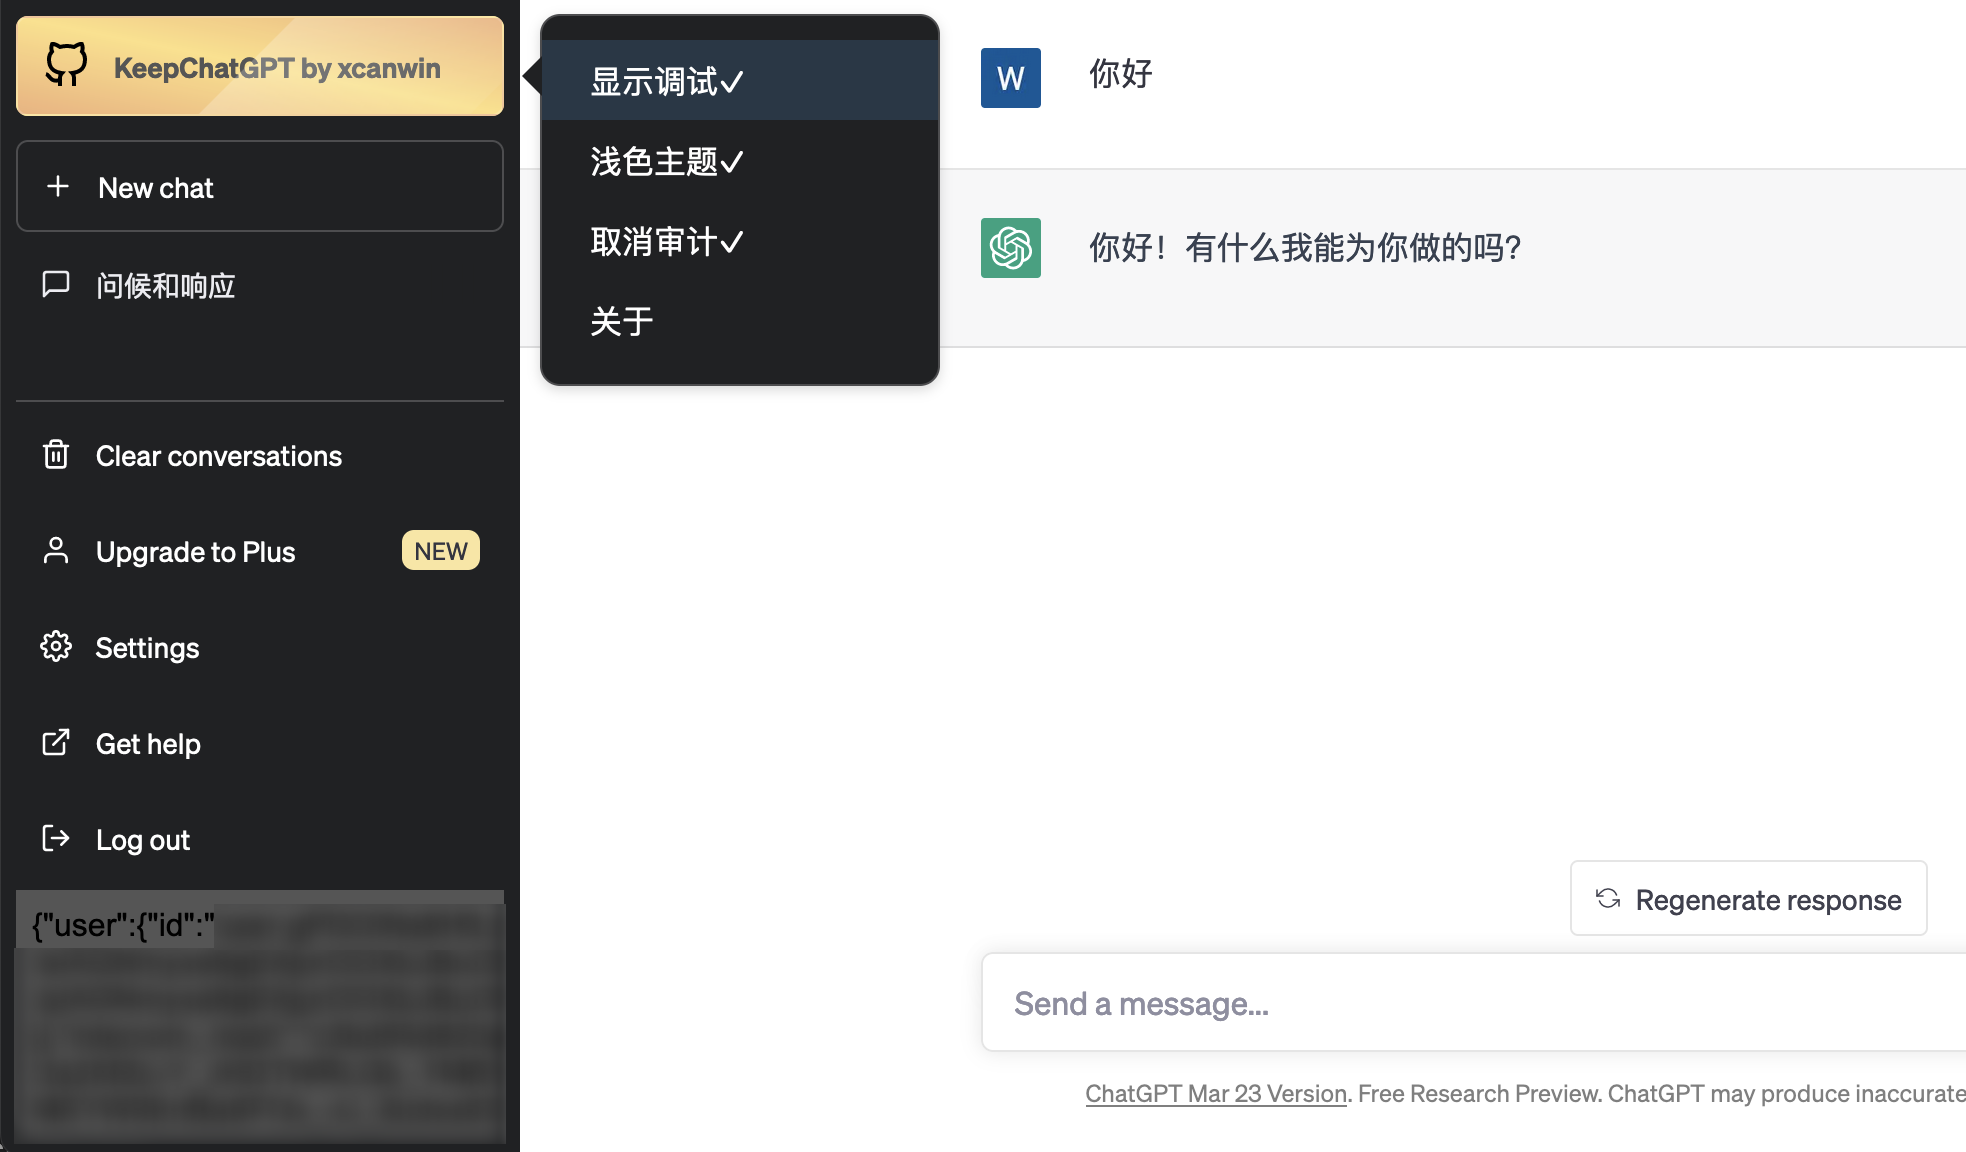 KeepChatGPT by xcanwin
New chat
问候和响应
Clear conversations
Upgrade to Plus
NEW
Settings
Get help
Log out
{"user":{"id":"
显示调试✓
浅色主题✓
取消审计✓
关于
W
你好
你好！有什么我能为你做的吗？
Regenerate response
Send a message...
ChatGPT Mar 23 Version. Free Research Preview. ChatGPT may produce inaccurate